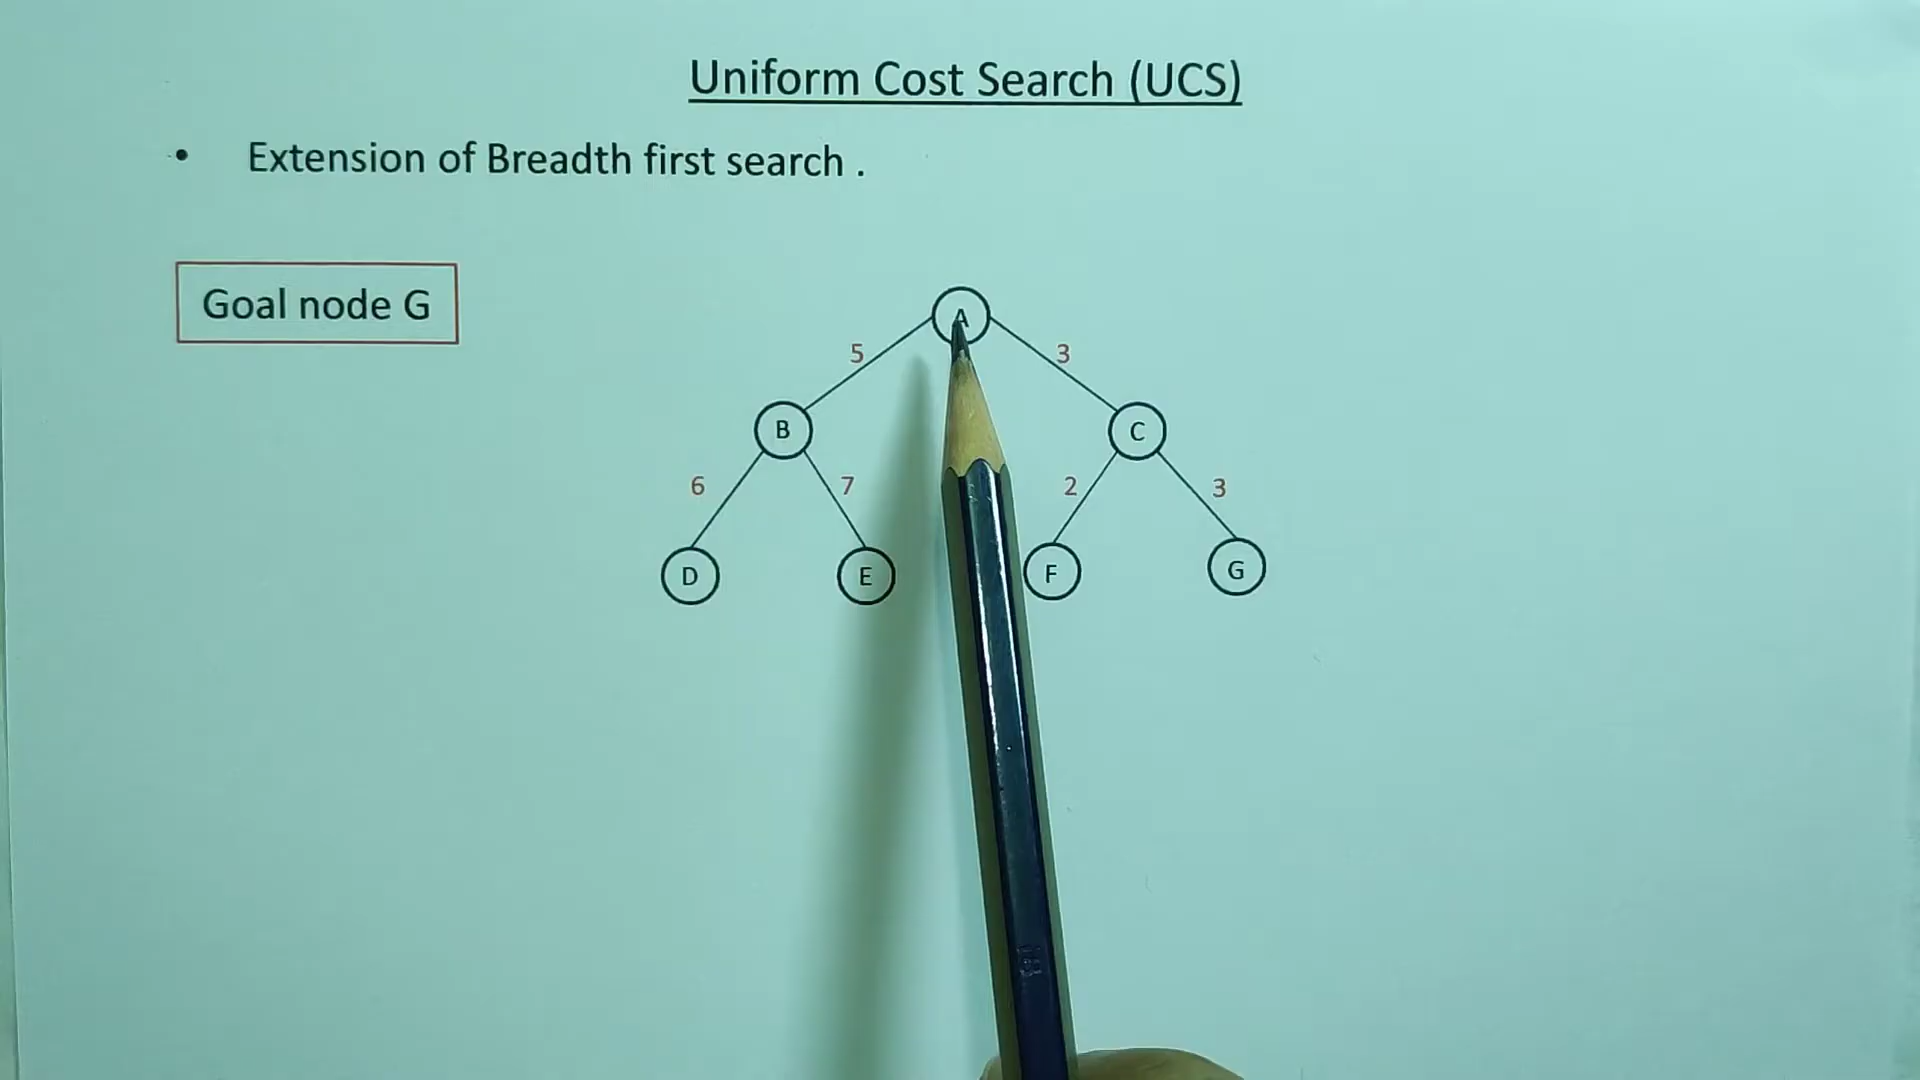 Uniform Cost Search (UCS)
• Extension of Breadth first search .
Goal node G
A
5 3
B C
6 7 2 3
D E F G